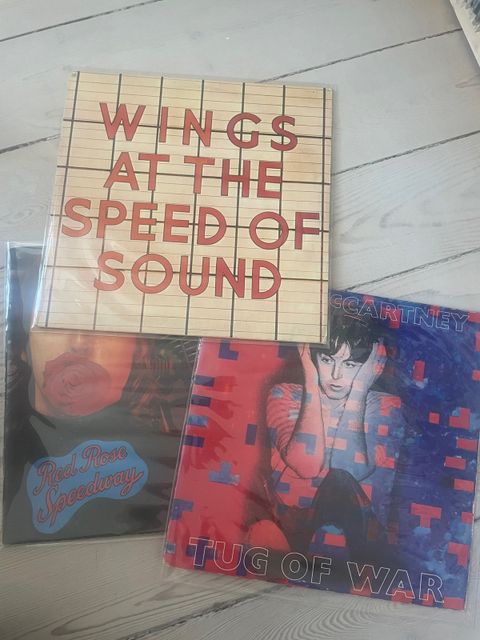 WINGS
AT THE
SPEED OF
SOUND
CCARTNEY
Red Rose
Speedway
TUG OF WAR